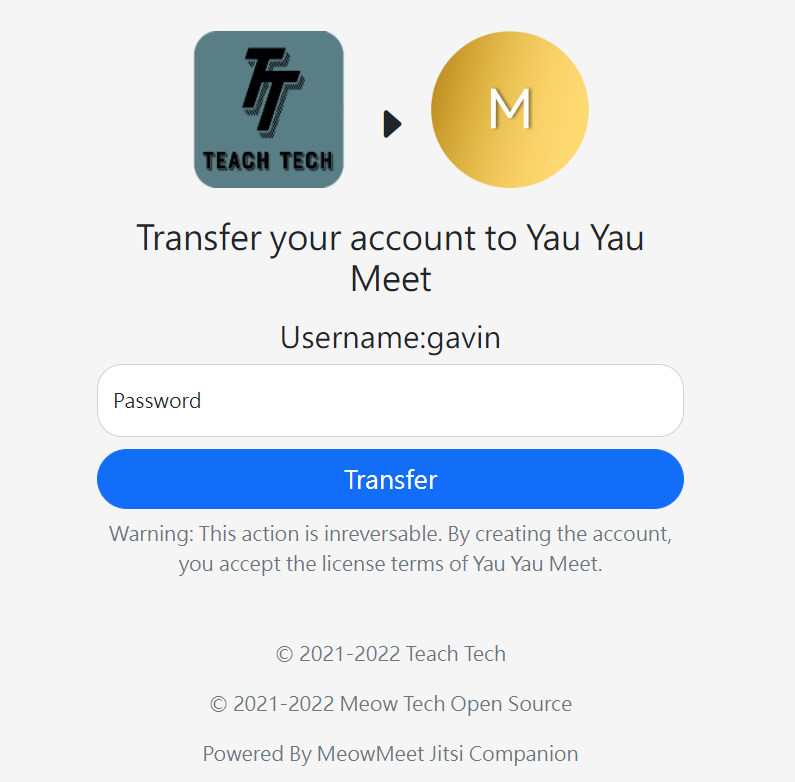 TT
TEACH TECH
M
Transfer your account to Yau Yau
Meet
Username:gavin
Password
Transfer
Warning: This action is inreversable. By creating the account,
you accept the license terms of Yau Yau Meet.
© 2021-2022 Teach Tech
© 2021-2022 Meow Tech Open Source
Powered By MeowMeet Jitsi Companion